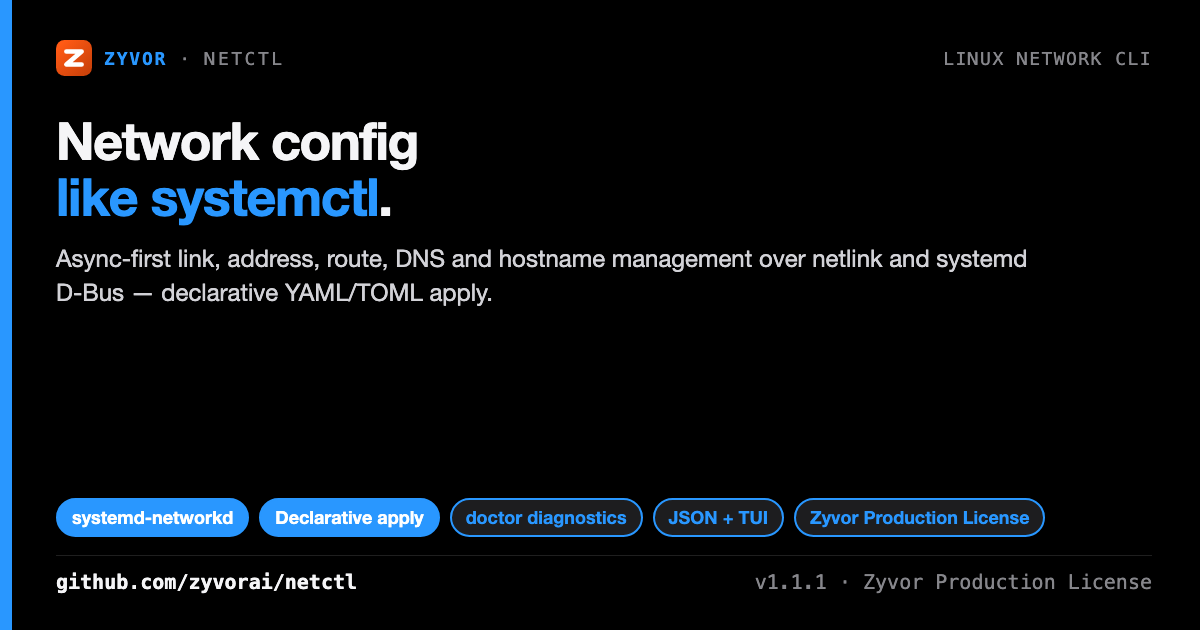 Z ZYVOR · NETCTL
LINUX NETWORK CLI
Network config
like systemctl.
Async-first link, address, route, DNS and hostname management over netlink and systemd
D-Bus — declarative YAML/TOML apply.
systemd-networkd
Declarative apply
doctor diagnostics
JSON + TUI
Zyvor Production License
github.com/zyvorai/netctl
v1.1.1 · Zyvor Production License